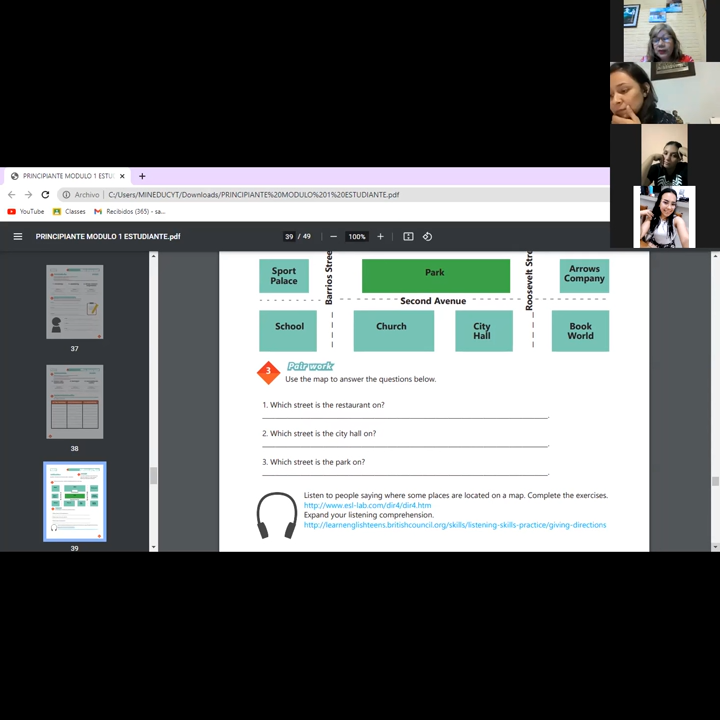 PRINCIPIANTE MODULO 1 ESTU
Archivo
C:/Users/MINEDUCYT/Downloads/PRINCIPIANTE%20MODULO%201%20ESTUDIANTE.pdf
YouTube
Classes
Recibidos (365) - sa...
PRINCIPIANTE MODULO 1 ESTUDIANTE.pdf
39 / 49
100%
37
38
39
Sport
Palace
Barrios Stree
Park
Roosevelt Stre
Arrows
Company
Second Avenue
School
Church
City
Hall
Book
World
3
Pair work
Use the map to answer the questions below.
1. Which street is the restaurant on?
2. Which street is the city hall on?
3. Which street is the park on?
Listen to people saying where some places are located on a map. Complete the exercises.
http://www.esl-lab.com/dir4/dir4.htm
Expand your listening comprehension.
http://learnenglishteens.britishcouncil.org/skills/listening-skills-practice/giving-directions